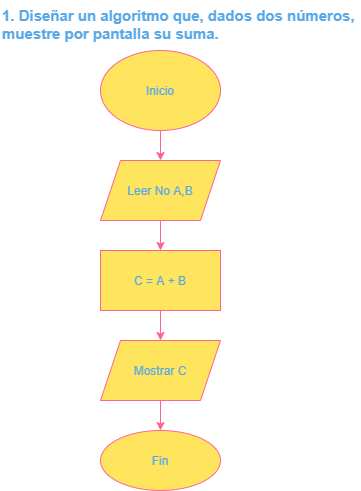 1. Diseñar un algoritmo que, dados dos números,
muestre por pantalla su suma.
Inicio
Leer No A,B
C = A + B
Mostrar C
Fin